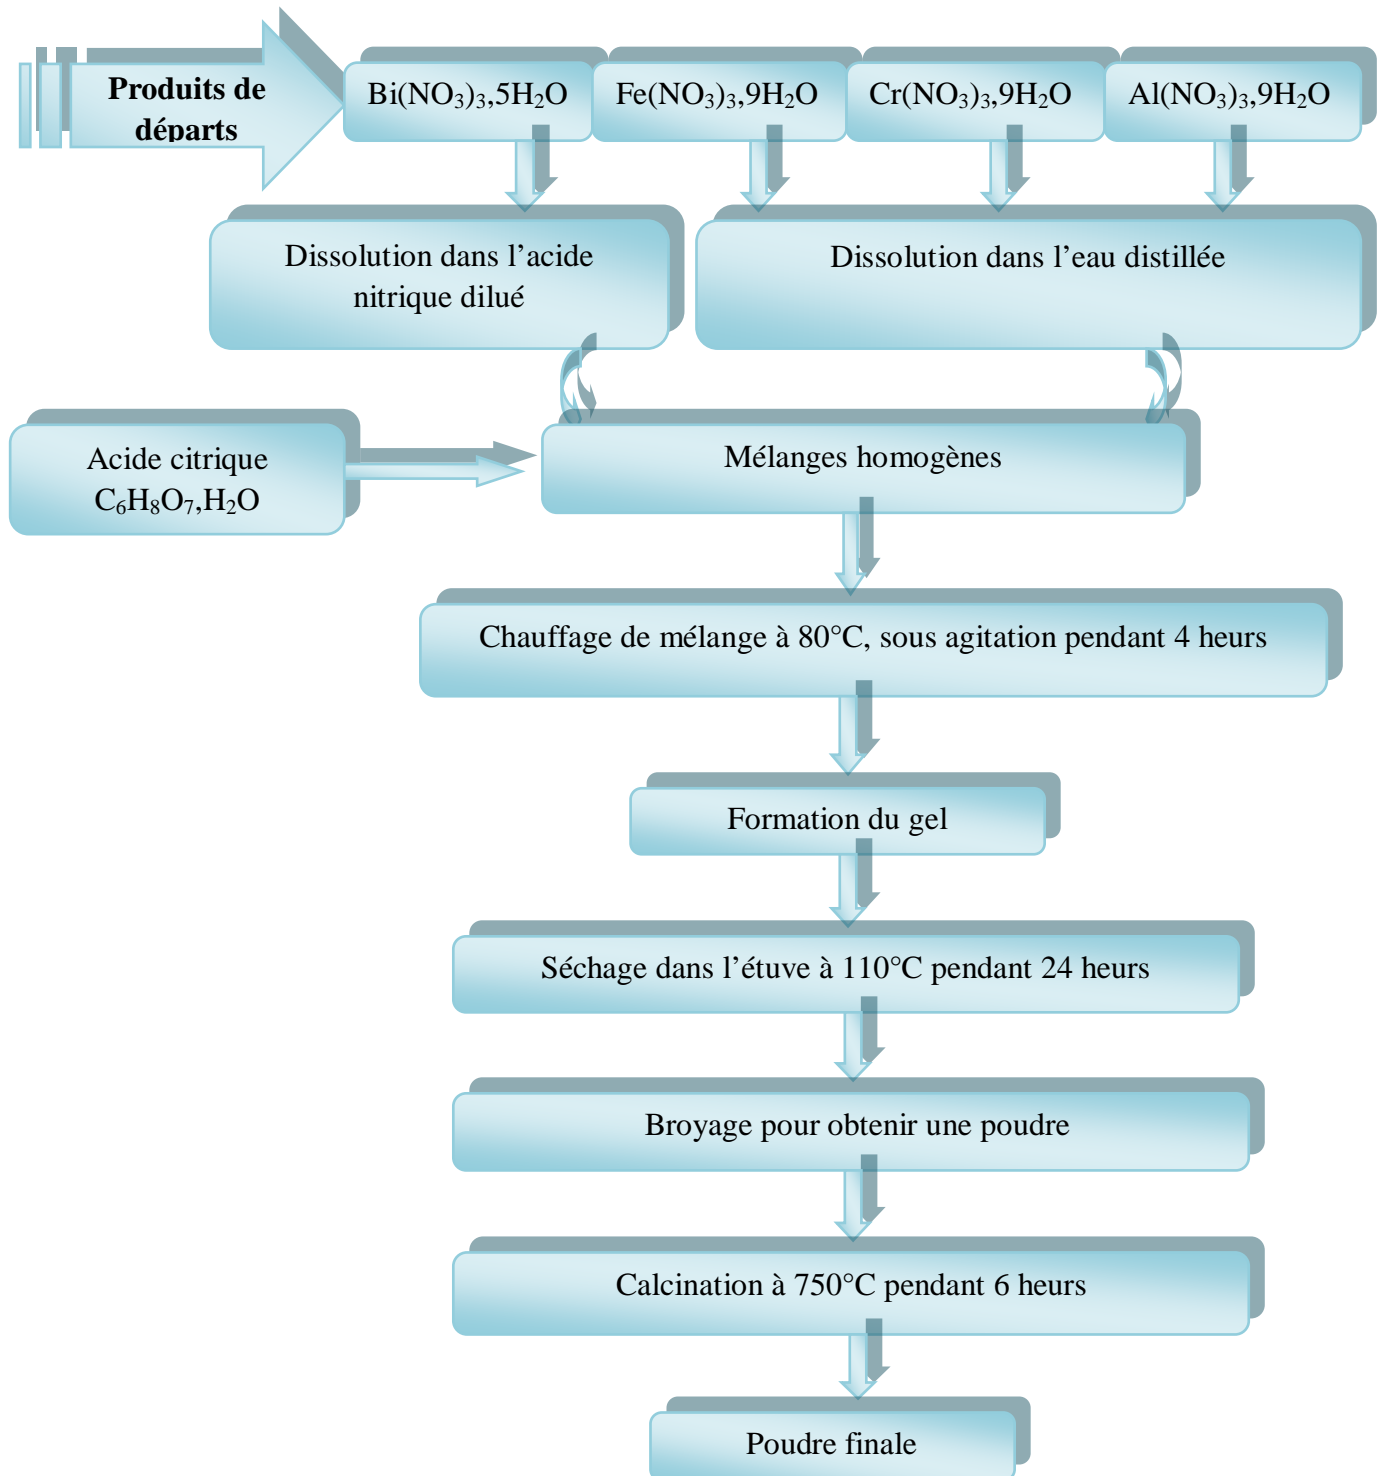 Produits de
départs
Bi(NO₃)₃,5H₂O
Fe(NO₃)₃,9H₂O
Cr(NO₃)₃,9H₂O
Al(NO₃)₃,9H₂O
Dissolution dans l’acide
nitrique dilué
Dissolution dans l’eau distillée
Acide citrique
C₆H₈O₇,H₂O
Mélanges homogènes
Chauffage de mélange à 80°C, sous agitation pendant 4 heurs
Formation du gel
Séchage dans l’étuve à 110°C pendant 24 heurs
Broyage pour obtenir une poudre
Calcination à 750°C pendant 6 heurs
Poudre finale